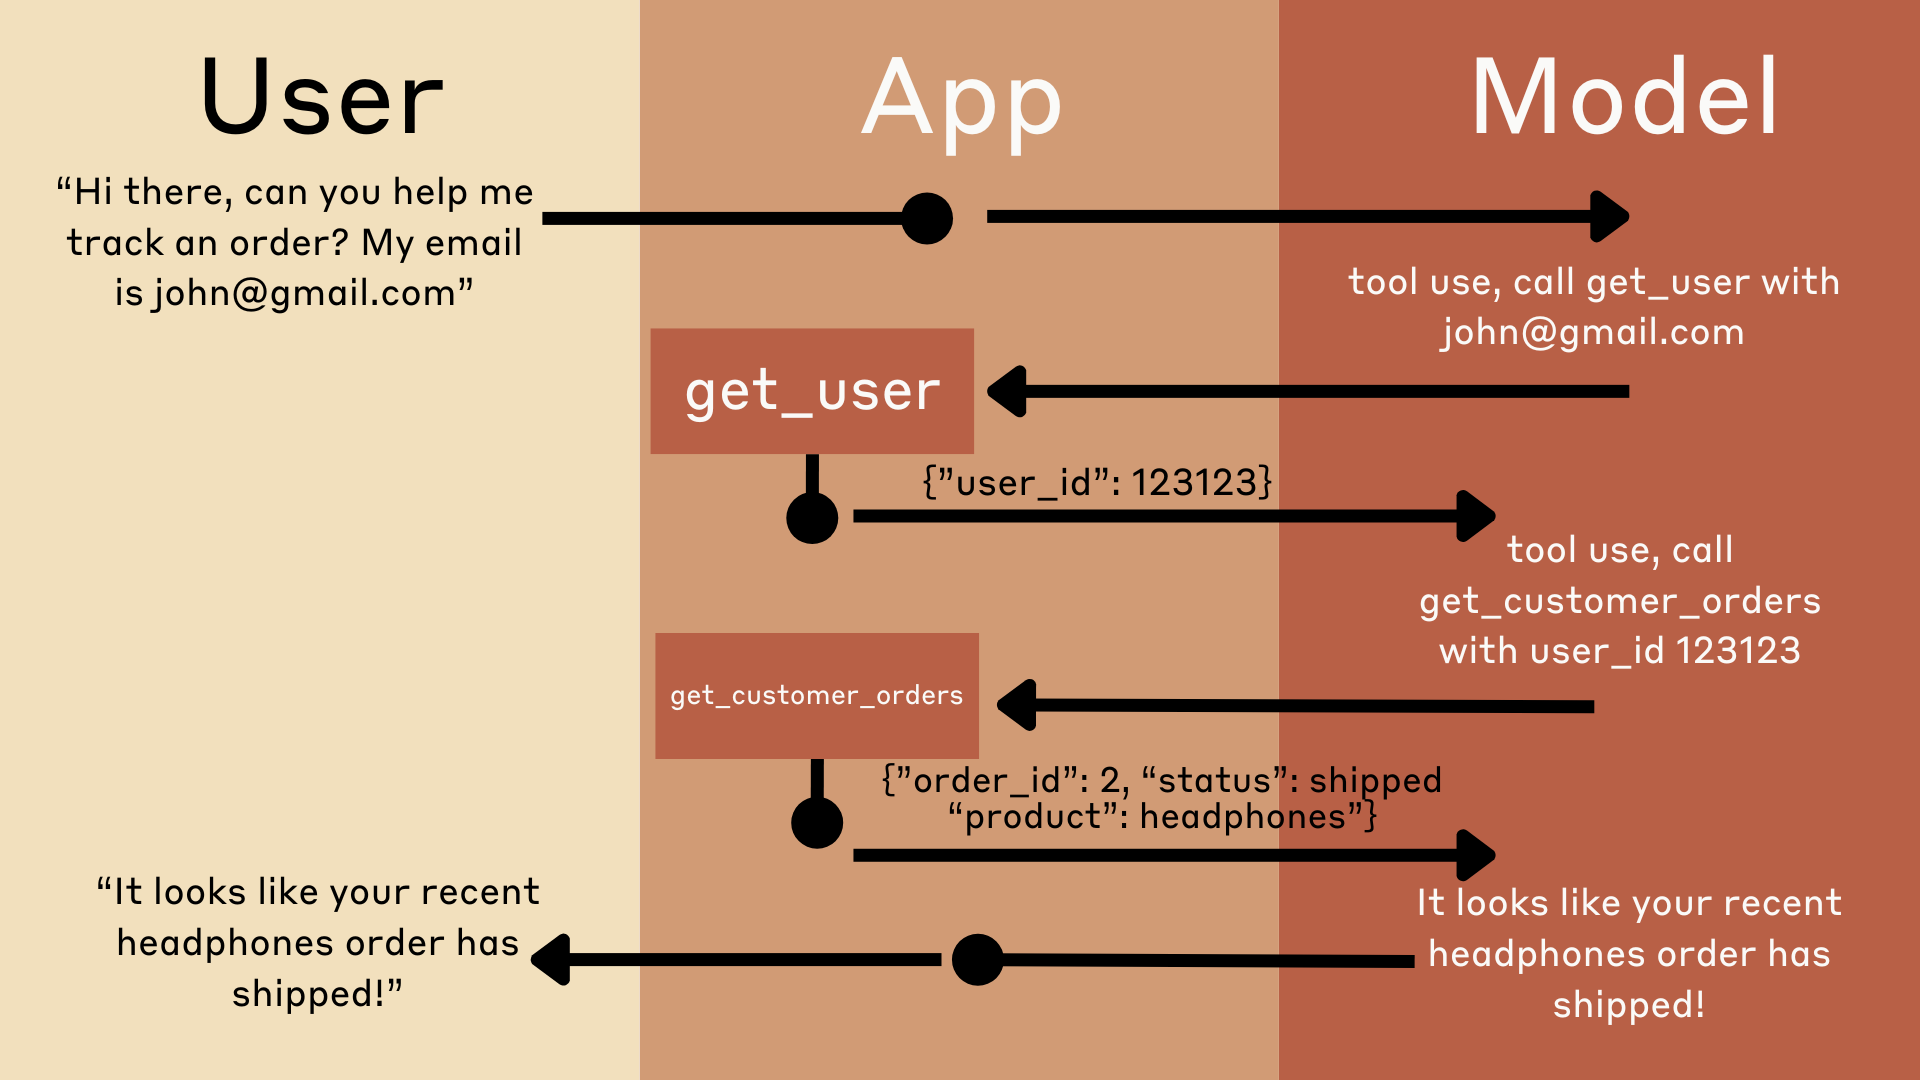 User
App
Model
“Hi there, can you help me
track an order? My email
is john@gmail.com”
tool use, call get_user with
john@gmail.com
get_user
{”user_id”: 123123}
tool use, call
get_customer_orders
with user_id 123123
get_customer_orders
{”order_id”: 2, “status”: shipped
“product”: headphones”}
It looks like your recent
headphones order has
shipped!
“It looks like your recent
headphones order has
shipped!”